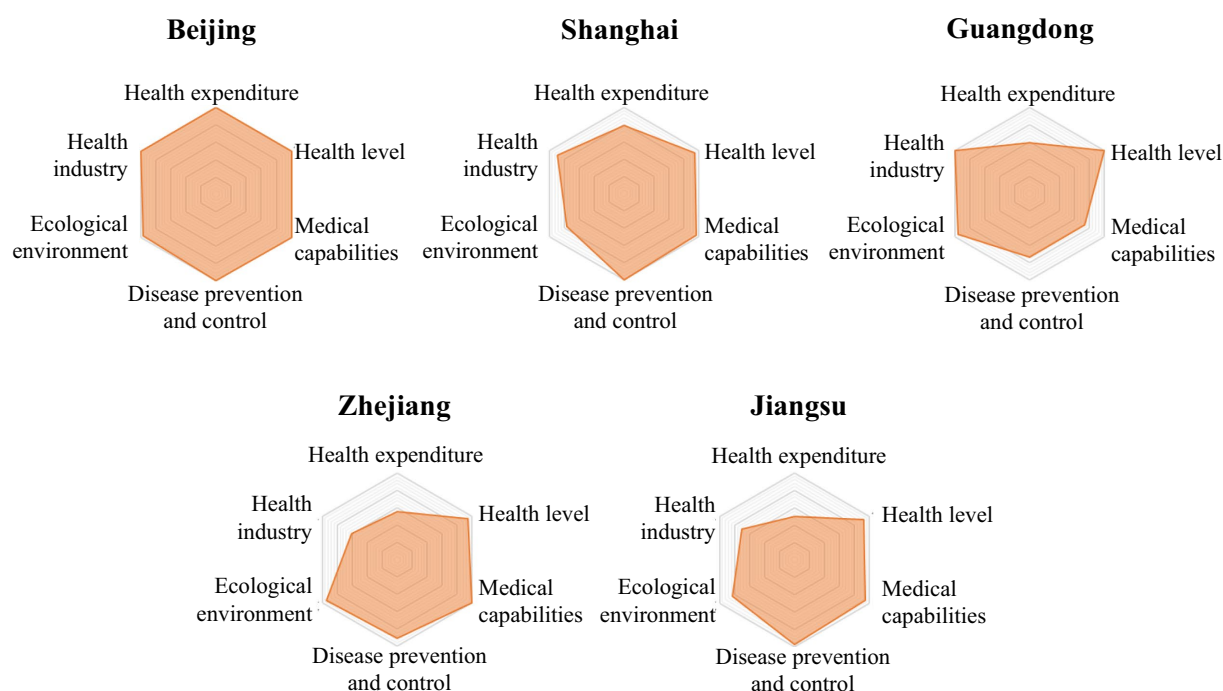 Beijing
Health expenditure
Health level
Medical
capabilities
Disease prevention
and control
Ecological
environment
Health
industry
Shanghai
Health expenditure
Health level
Medical
capabilities
Disease prevention
and control
Ecological
environment
Health
industry
Guangdong
Health expenditure
Health level
Medical
capabilities
Disease prevention
and control
Ecological
environment
Health
industry
Zhejiang
Health expenditure
Health level
Medical
capabilities
Disease prevention
and control
Ecological
environment
Health
industry
Jiangsu
Health expenditure
Health level
Medical
capabilities
Disease prevention
and control
Ecological
environment
Health
industry